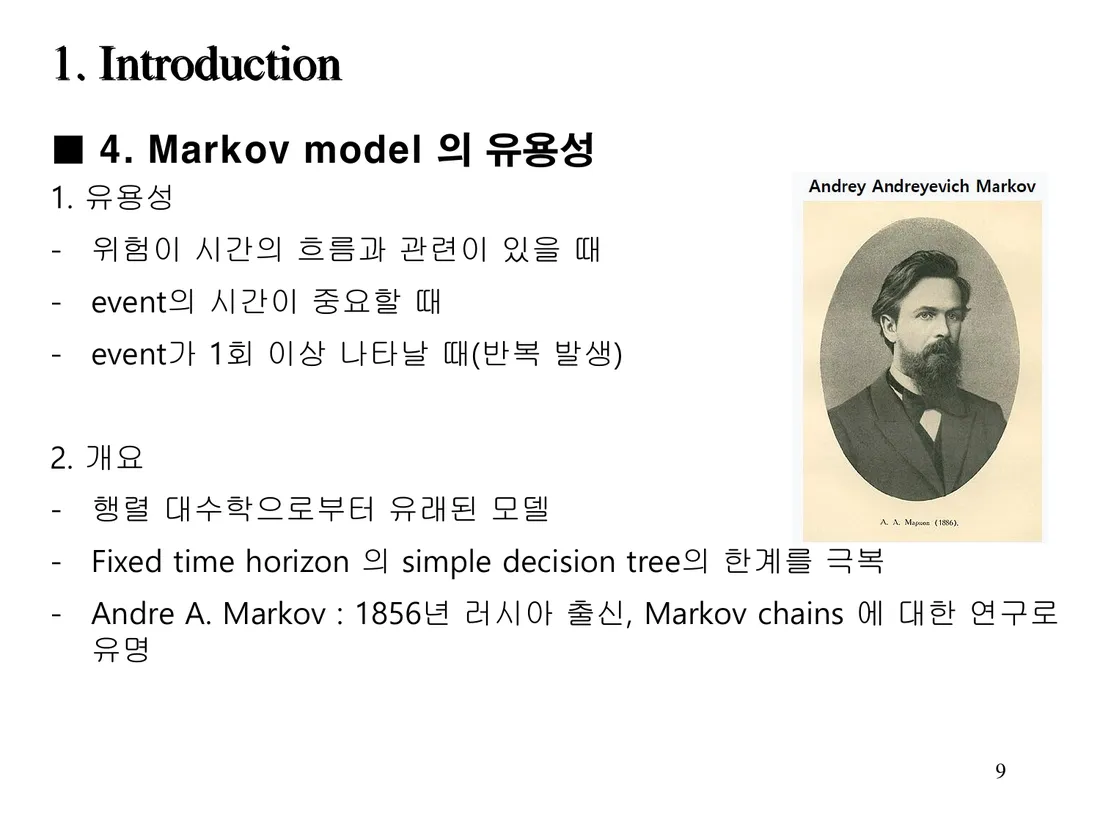 1. Introduction
■ 4. Markov model 의 유용성
1. 유용성
- 위험이 시간의 흐름과 관련이 있을 때
- event의 시간이 중요할 때
- event가 1회 이상 나타날 때(반복 발생)
Andrey Andreyevich Markov
А. А. Марков (1886).
2. 개요
- 행렬 대수학으로부터 유래된 모델
- Fixed time horizon 의 simple decision tree의 한계를 극복
- Andre A. Markov : 1856년 러시아 출신, Markov chains 에 대한 연구로
유명
9